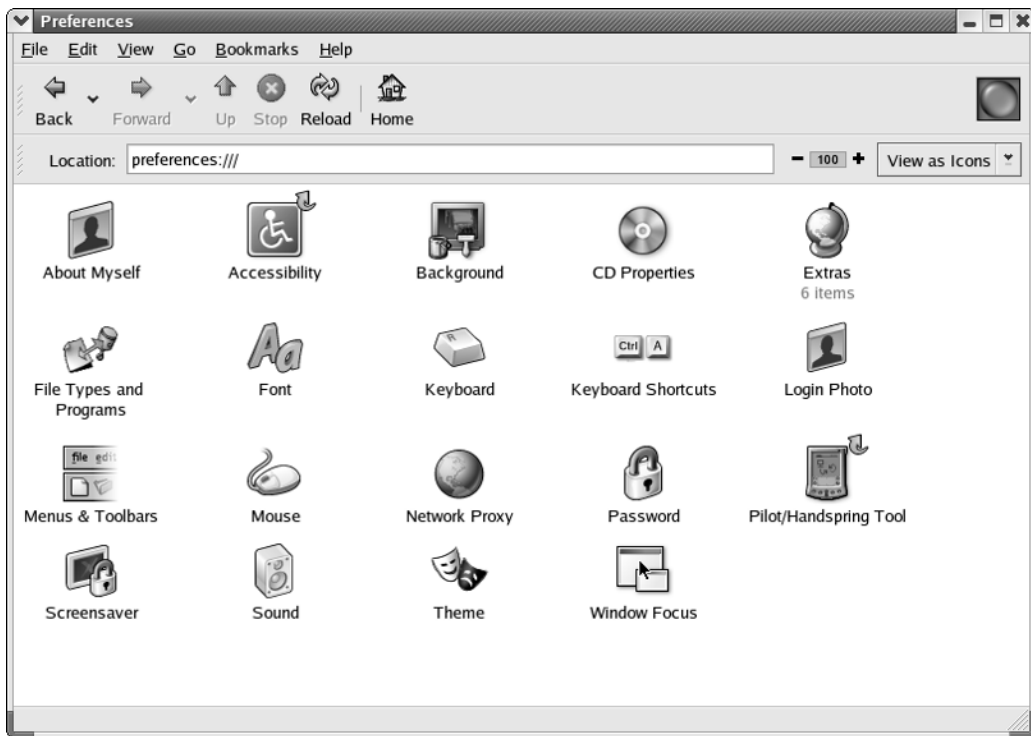 Preferences
File Edit View Go Bookmarks Help
Back Forward Up Stop Reload Home
Location: preferences:/// 100 View as Icons
About Myself Accessibility Background CD Properties Extras
6 items
File Types and Programs Font Keyboard Keyboard Shortcuts Login Photo
Ctrl A
R
Aa
file edit
Menus & Toolbars Mouse Network Proxy Password Pilot/Handspring Tool
Screensaver Sound Theme Window Focus